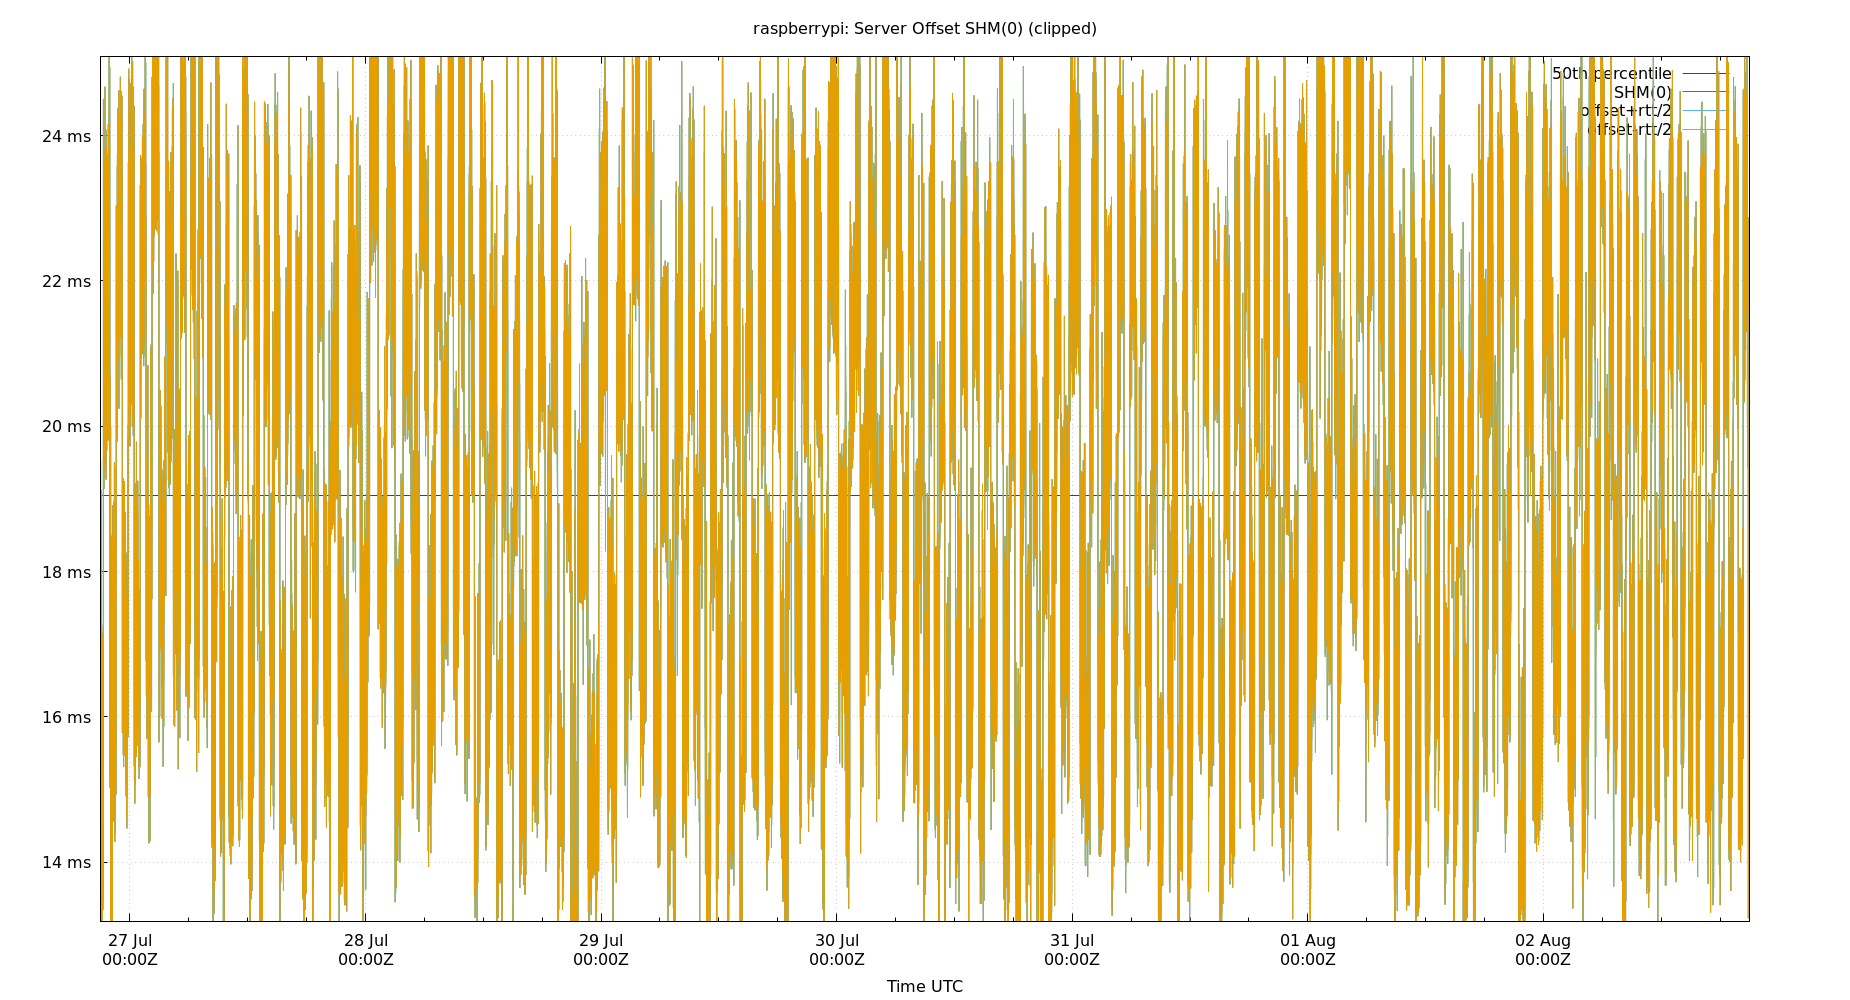 raspberrypi: Server Offset SHM(0) (clipped)
50th percentile
SHM(0)
offset+rtt/2
offset-rtt/2
24 ms
22 ms
20 ms
18 ms
16 ms
14 ms
27 Jul 28 Jul 29 Jul 30 Jul 31 Jul 01 Aug 02 Aug
00:00Z 00:00Z 00:00Z 00:00Z 00:00Z 00:00Z 00:00Z
Time UTC